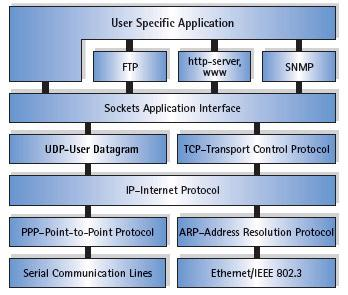 User Specific Application
FTP
http-server,
www
SNMP
Sockets Application Interface
UDP-User Datagram
TCP-Transport Control Protocol
IP-Internet Protocol
PPP-Point-to-Point Protocol
ARP-Address Resolution Protocol
Serial Communication Lines
Ethernet/IEEE 802.3